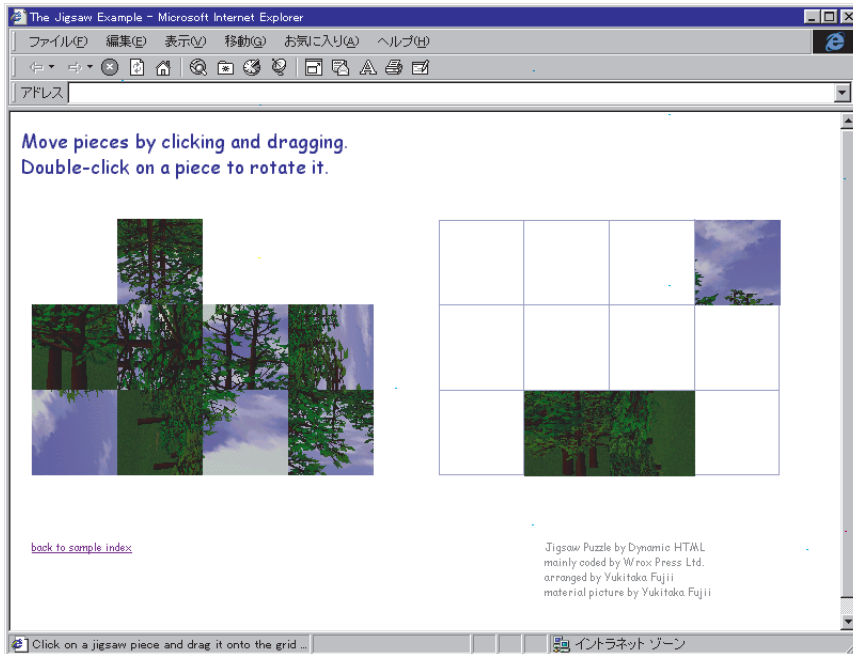 The Jigsaw Example - Microsoft Internet Explorer
ファイル(F) 編集(E) 表示(V) 移動(G) お気に入り(A) ヘルプ(H)
アドレス
Move pieces by clicking and dragging.
Double-click on a piece to rotate it.
back to sample index
Jigsaw Puzzle by Dynamic HTML
mainly coded by Wrox Press Ltd.
arranged by Yukitaka Fujii
material picture by Yukitaka Fujii
Click on a jigsaw piece and drag it onto the grid ...
イントラネット ゾーン